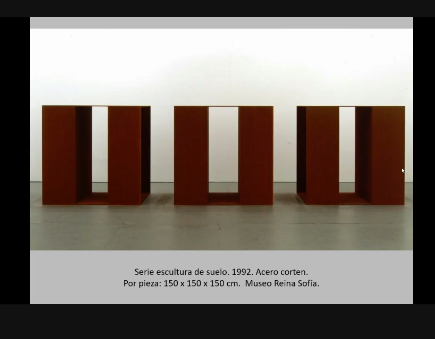 Serie escultura de suelo. 1992. Acero corten.
Por pieza: 150 x 150 x 150 cm.  Museo Reina Sofía.